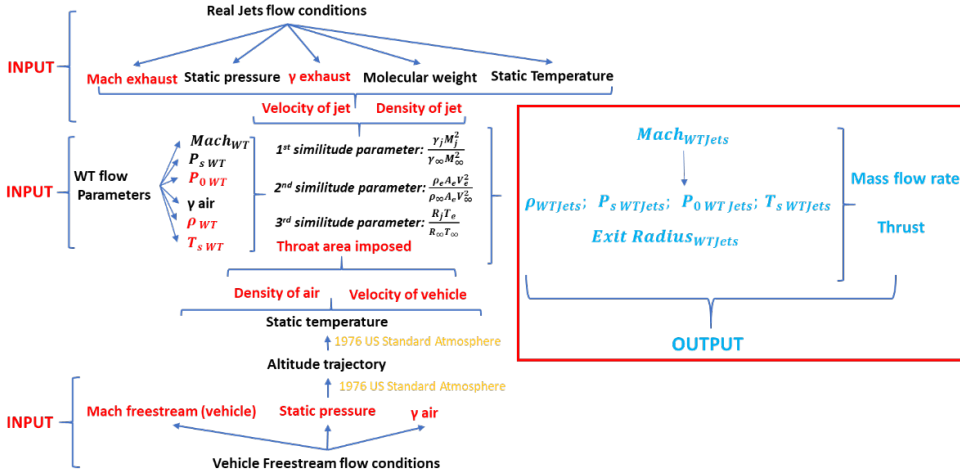 Real Jets flow conditions
INPUT
Mach exhaust Static pressure γ exhaust Molecular weight Static Temperature
Velocity of jet Density of jet
INPUT
WT flow
Parameters
Mach_WT
P_s WT
P_0 WT
γ air
ρ_WT
T_s WT
1st similitude parameter: γ_j M_j^2 / γ_∞ M_∞^2
2nd similitude parameter: ρ_e A_e V_e^2 / ρ_∞ A_e V_∞^2
3rd similitude parameter: R_j T_e / R_∞ T_∞
Throat area imposed
Mach_WTJets
ρ_WTJets; P_s WTJets; P_0 WT Jets; T_s WTJets
Exit Radius_WTJets
Mass flow rate
Thrust
OUTPUT
Density of air Velocity of vehicle
Static temperature
1976 US Standard Atmosphere
Altitude trajectory
1976 US Standard Atmosphere
INPUT
Mach freestream (vehicle) Static pressure γ air
Vehicle Freestream flow conditions